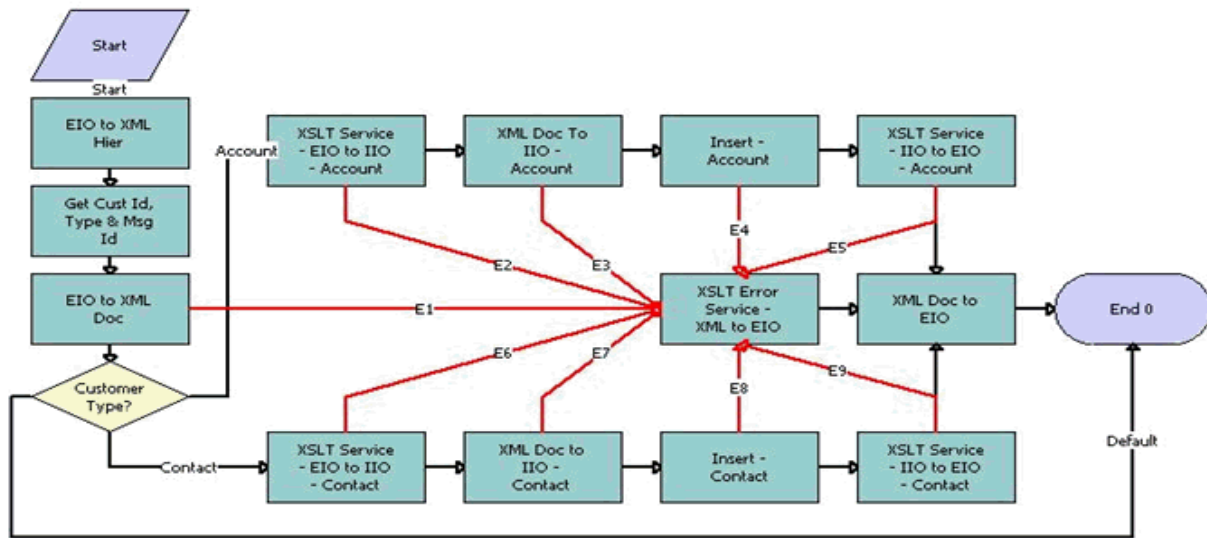 Start
Start
EIO to XML
Hier
Get Cust Id,
Type & Msg
Id
EIO to XML
Doc
Customer
Type?
Account
XSLT Service
- EIO to IIO
- Account
XML Doc To
IIO -
Account
Insert -
Account
XSLT Service
- IIO to EIO
- Account
E2
E3
E4
E5
E1
XSLT Error
Service -
XML to EIO
XML Doc to
EIO
End 0
E6
E7
E8
E9
Contact
XSLT Service
- EIO to IIO
- Contact
XML Doc to
IIO -
Contact
Insert -
Contact
XSLT Service
- IIO to EIO
- Contact
Default